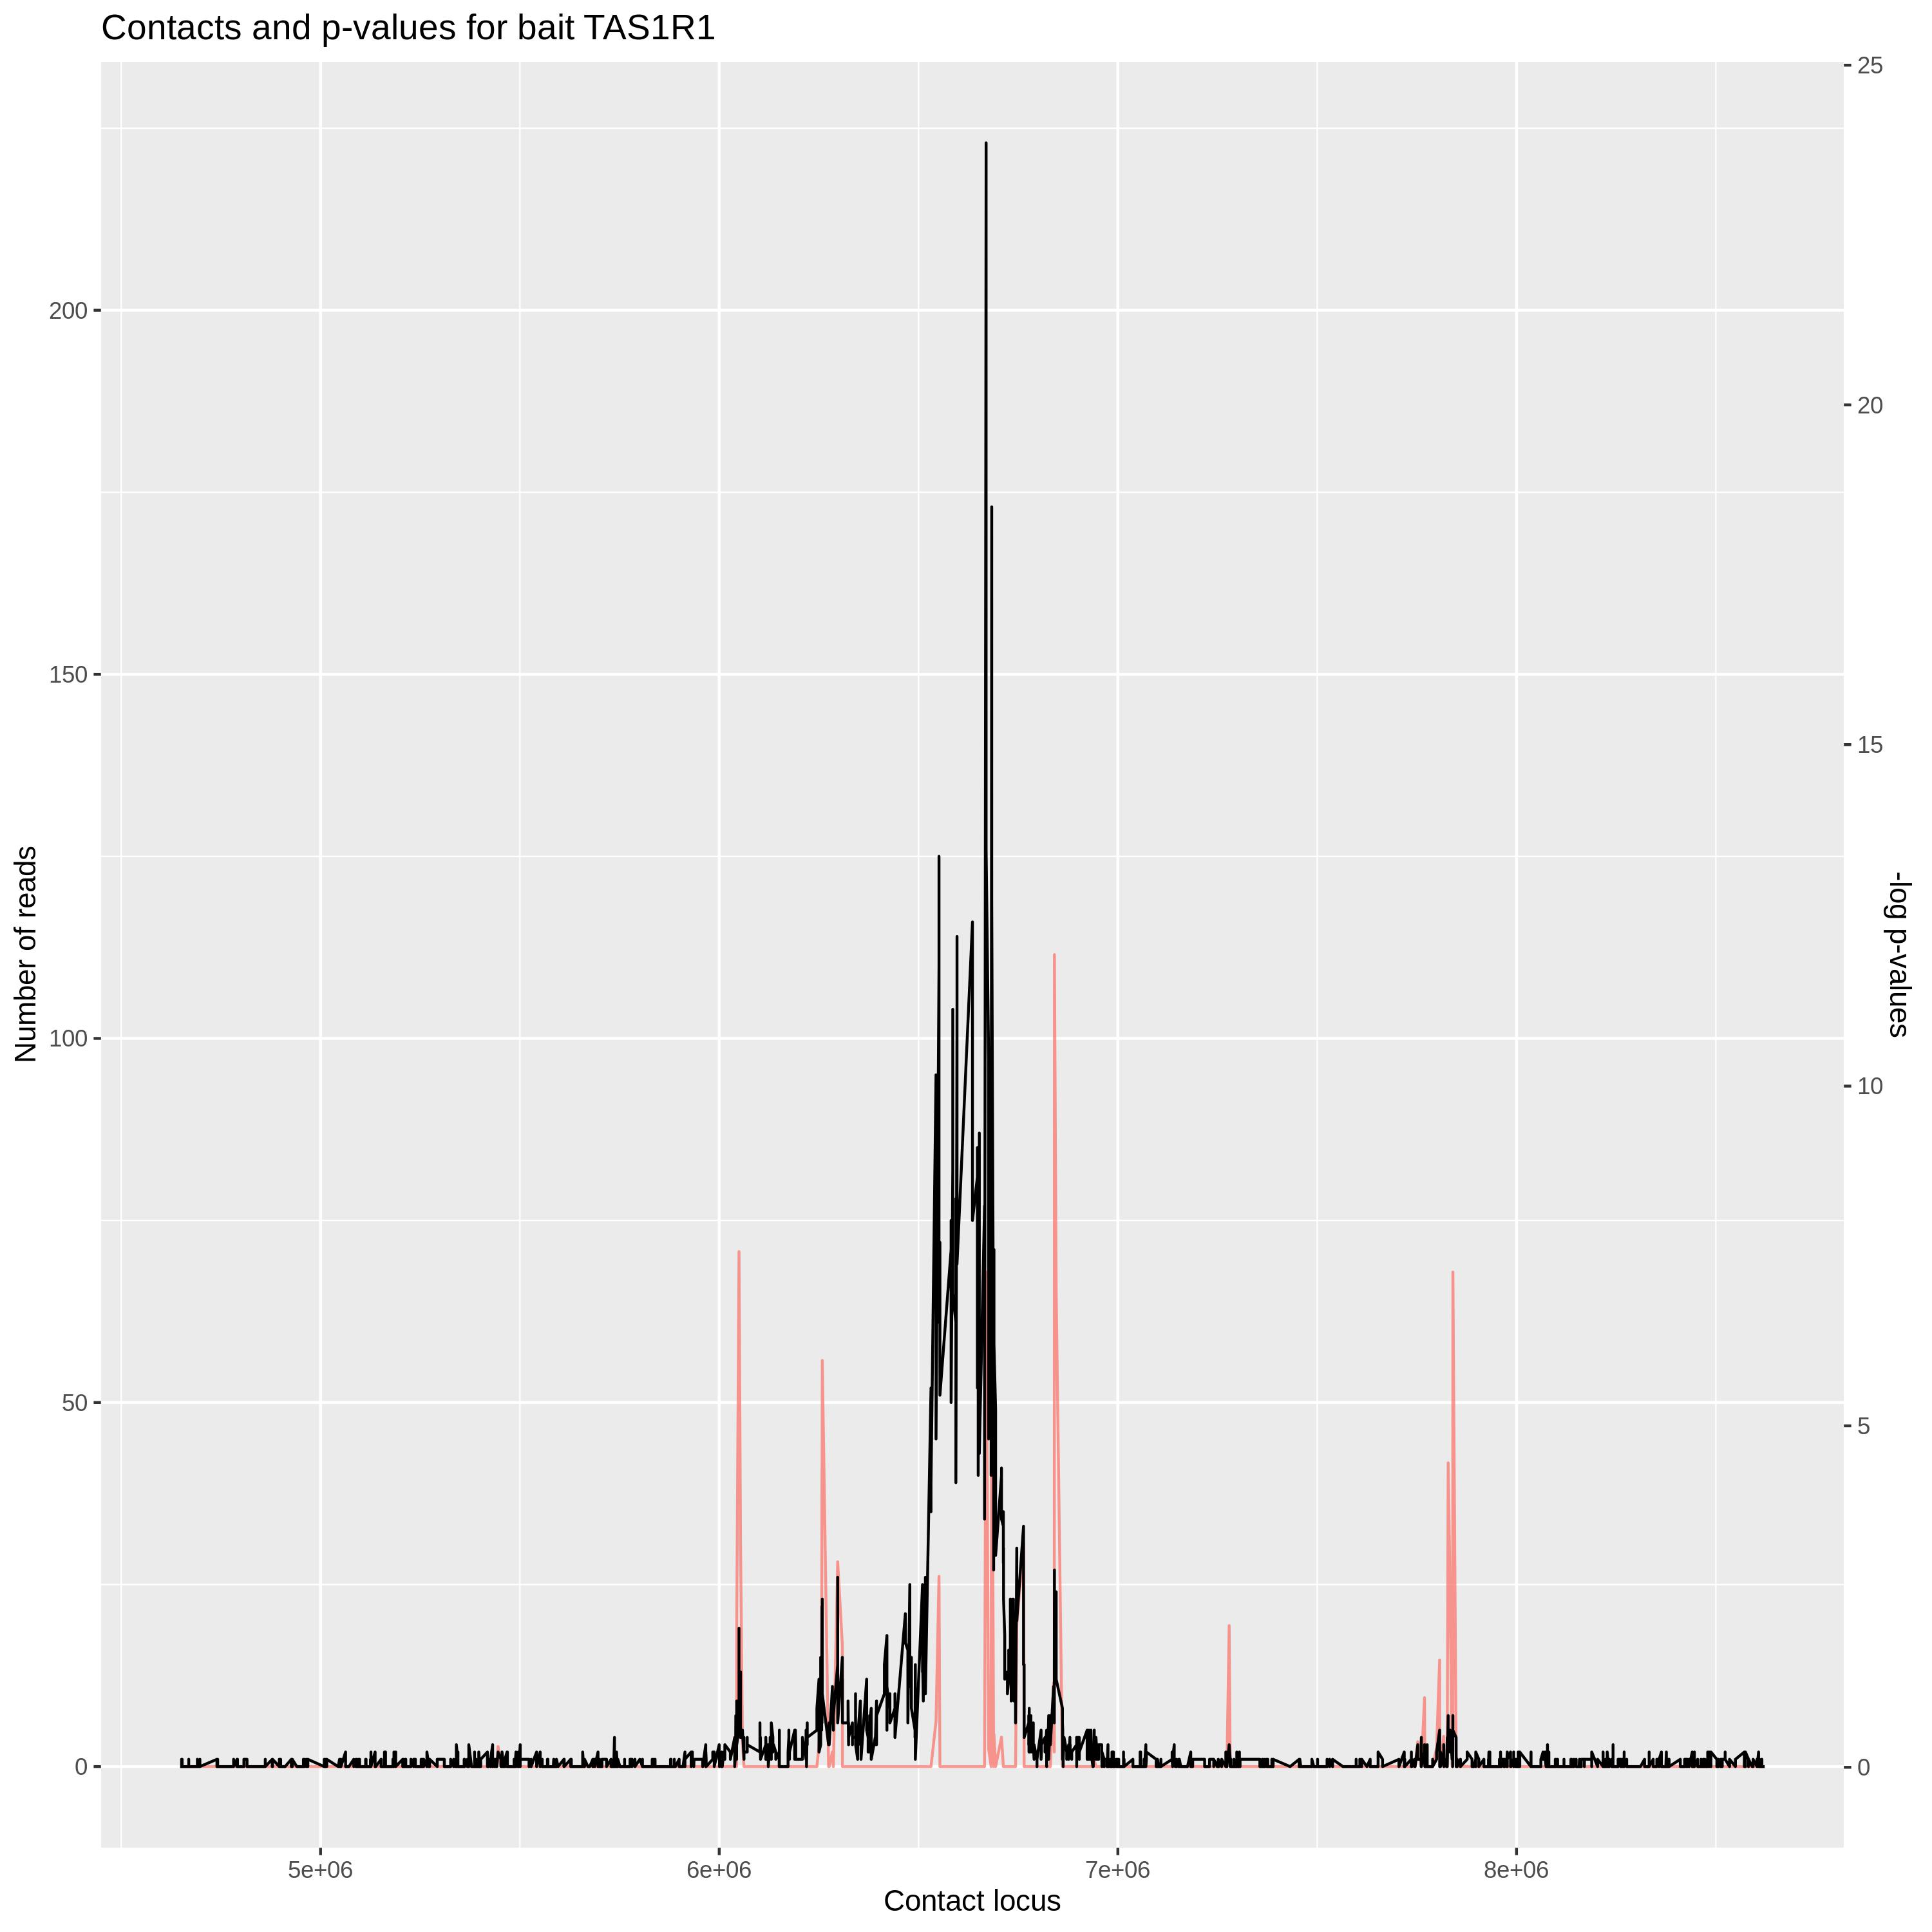 Contacts and p-values for bait TAS1R1
Number of reads
200
150
100
50
0
25
20
15
10
5
0
-log p-values
5e+06
6e+06
7e+06
8e+06
Contact locus